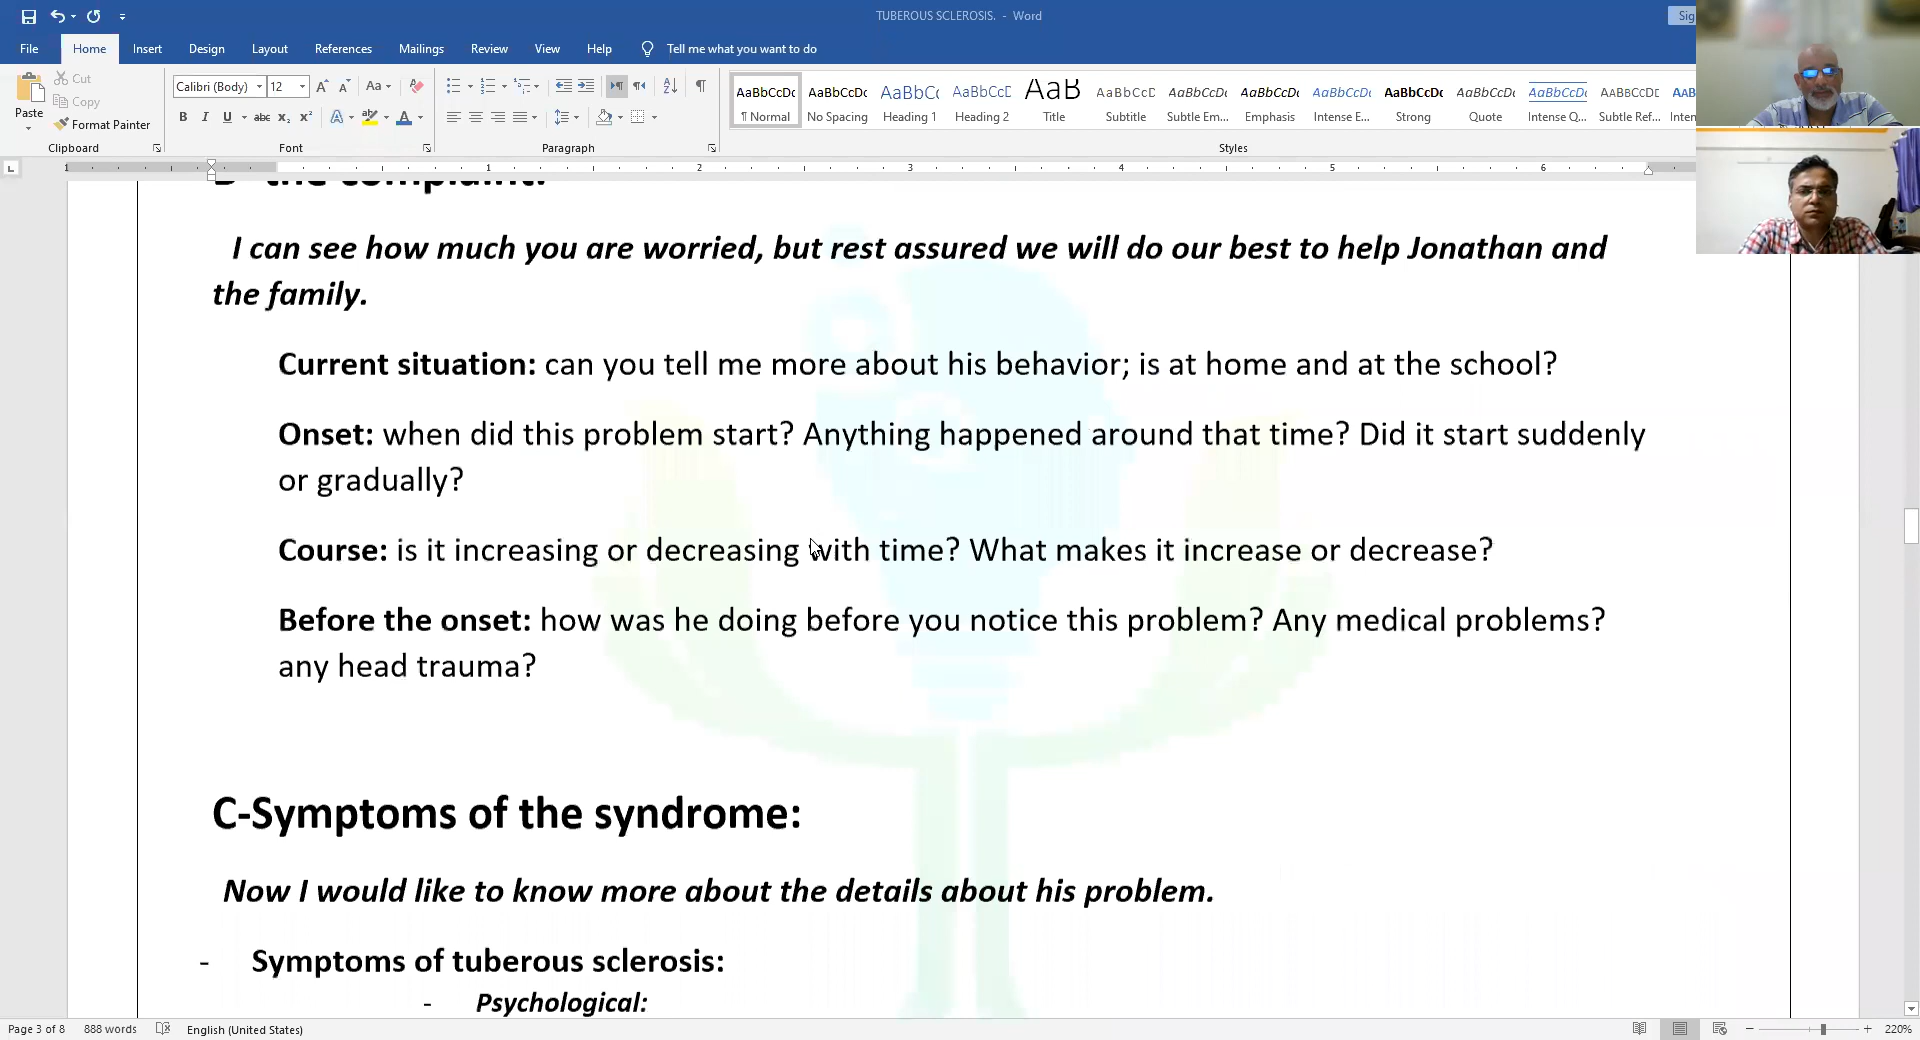 TUBEROUS SCLEROSIS. - Word
Sig
File Home Insert Design Layout References Mailings Review View Help Tell me what you want to do
Paste
Cut
Copy
Format Painter
Clipboard
Calibri (Body) 12
Font
Paragraph
AaBbCcDc AaBbCcDc AaBbC( AaBbCcD AaB AaBbCcD AaBbCcDc AaBbCcDc AaBbCcDc AaBbCcDc AaBbCcDc AaBbCcDc AABBCCDD AAB
¶ Normal No Spacing Heading 1 Heading 2 Title Subtitle Subtle Em... Emphasis Intense E... Strong Quote Intense Q... Subtle Ref... Inten
Styles
1 1 2 3 4 5 6
the complaint:
I can see how much you are worried, but rest assured we will do our best to help Jonathan and
the family.
Current situation: can you tell me more about his behavior; is at home and at the school?
Onset: when did this problem start? Anything happened around that time? Did it start suddenly
or gradually?
Course: is it increasing or decreasing with time? What makes it increase or decrease?
Before the onset: how was he doing before you notice this problem? Any medical problems?
any head trauma?
C-Symptoms of the syndrome:
Now I would like to know more about the details about his problem.
- Symptoms of tuberous sclerosis:
- Psychological:
Page 3 of 8 888 words English (United States) 220%